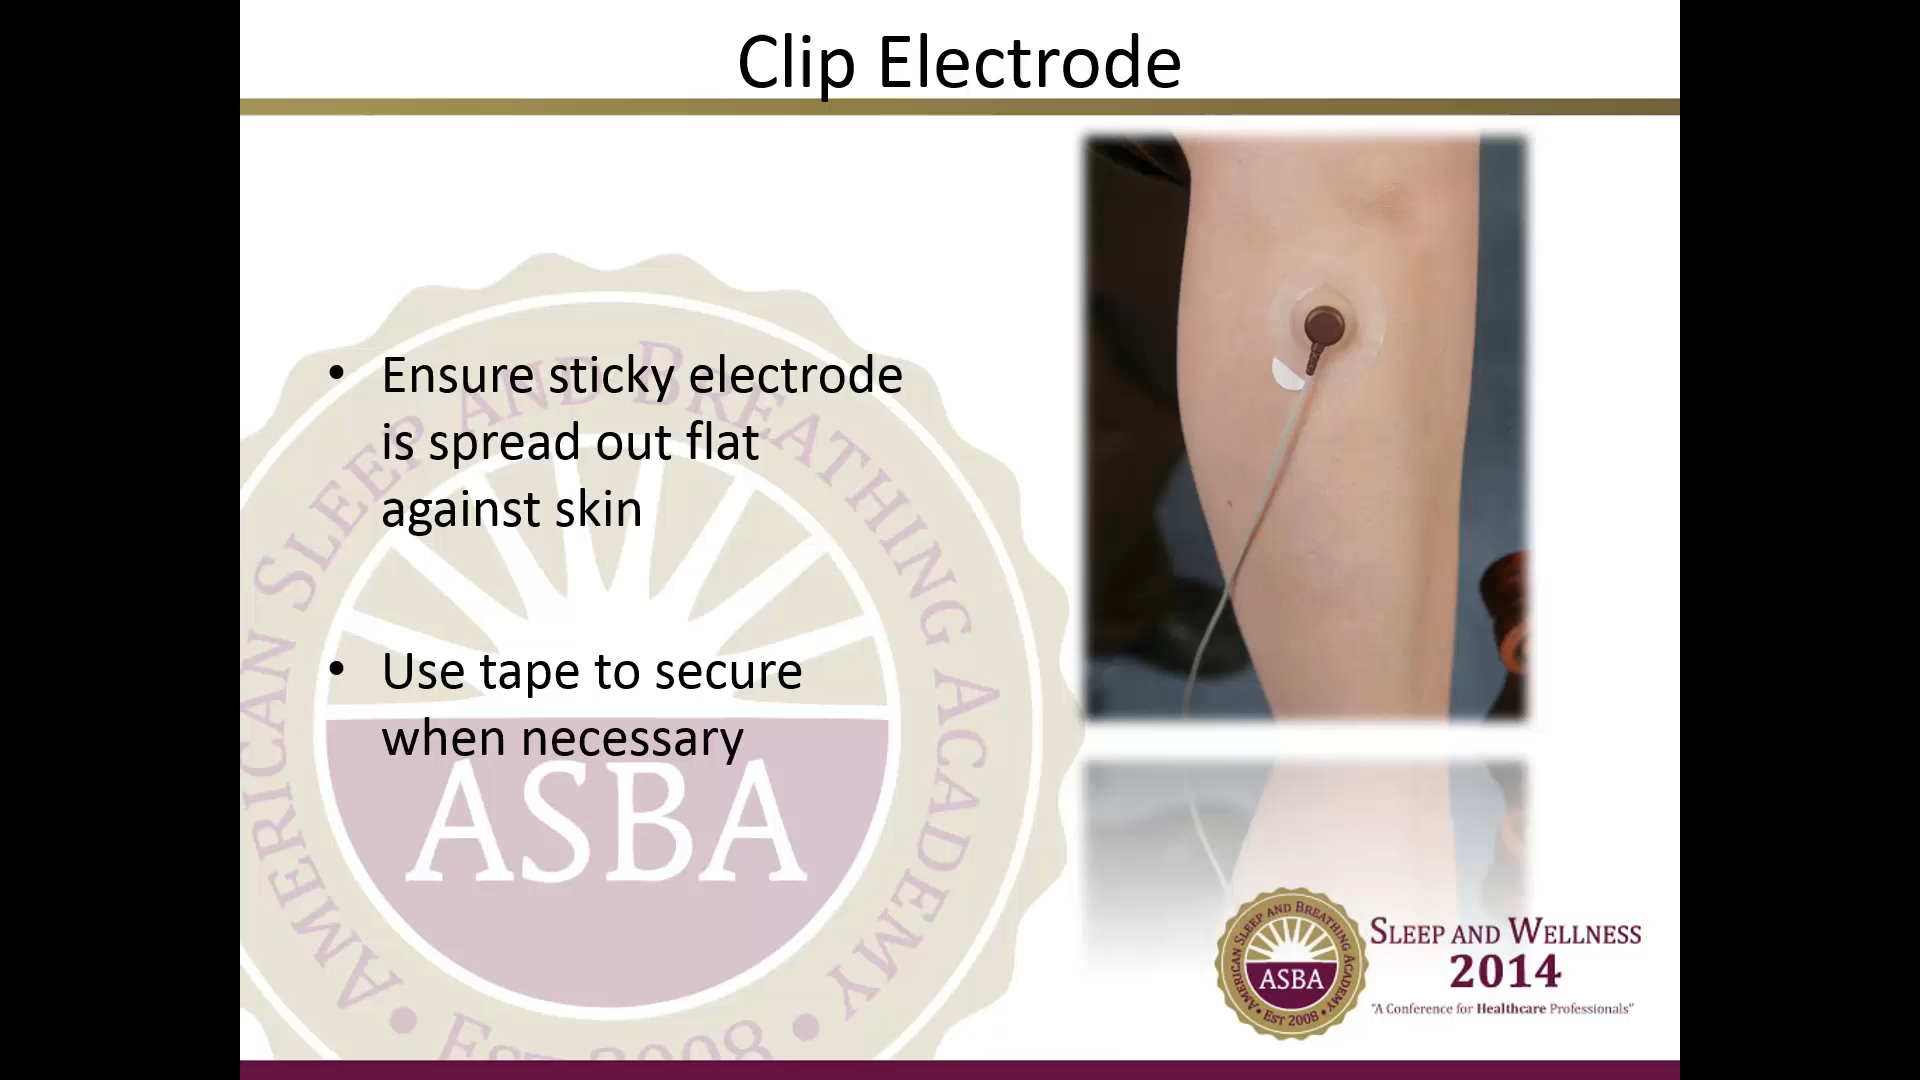 Clip Electrode
• Ensure sticky electrode
is spread out flat
against skin
• Use tape to secure
when necessary
AMERICAN SLEEP AND BREATHING ACADEMY
ASBA
• EST 2008 •
AMERICAN SLEEP AND BREATHING ACADEMY
ASBA
• EST 2008 •
SLEEP AND WELLNESS
2014
"A Conference for Healthcare Professionals"